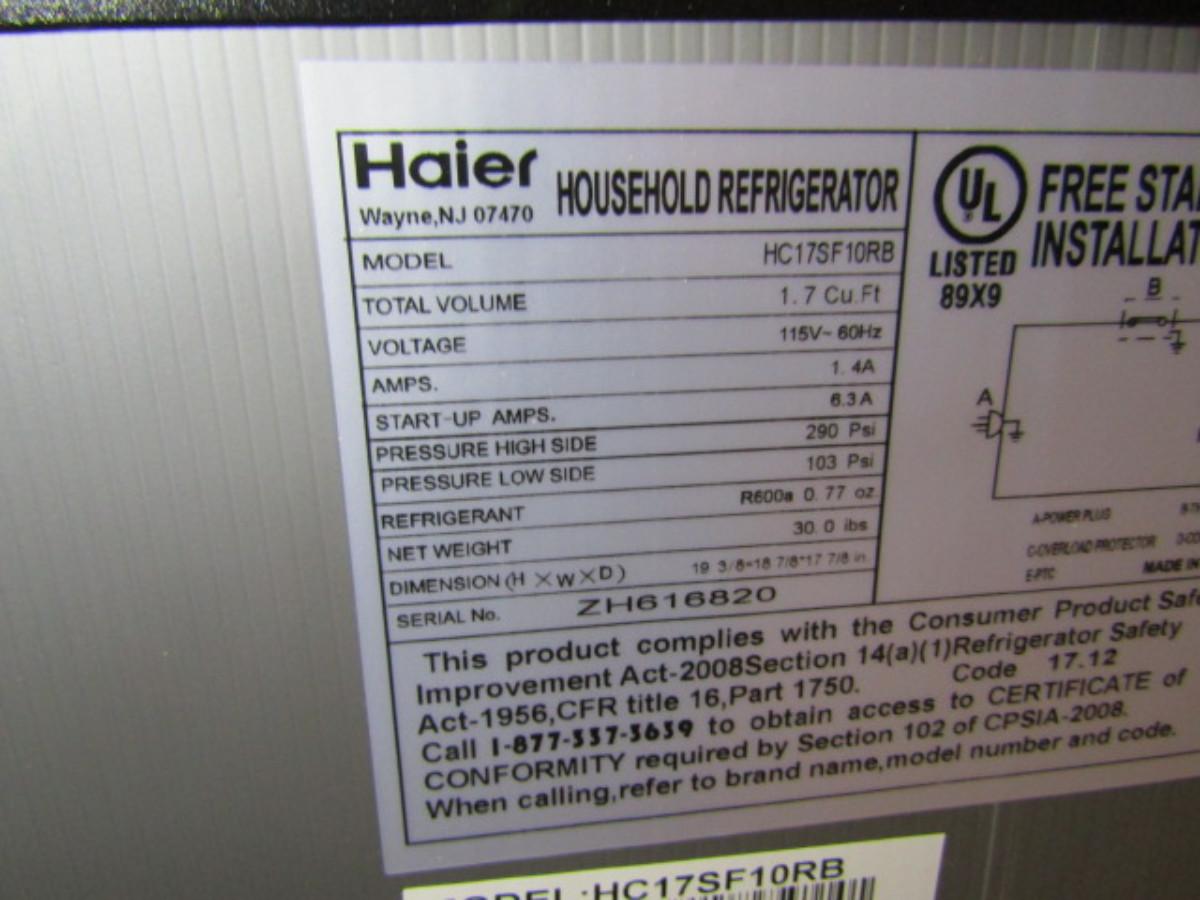 Haier
Wayne,NJ 07470
HOUSEHOLD REFRIGERATOR
MODEL HC17SF10RB
TOTAL VOLUME 1.7 Cu.Ft
VOLTAGE 115V~ 60Hz
AMPS. 1.4A
START-UP AMPS. 6.3A
PRESSURE HIGH SIDE 290 Psi
PRESSURE LOW SIDE 103 Psi
REFRIGERANT R600a 0.77 oz.
NET WEIGHT 30.0 lbs
DIMENSION (H X W X D) 19 3/8*18 7/8*17 7/8 in
SERIAL No. ZH616820
UL
LISTED
89X9
FREE STA
INSTALLAT
B
A
A-POWER PLUG
C-OVERLOAD PROTECTOR
E-PTC
MADE IN
This product complies with the Consumer Product Safe
Improvement Act-2008Section 14(a)(1)Refrigerator Safety
Act-1956,CFR title 16,Part 1750. Code 17.12
Call 1-877-337-3639 to obtain access to CERTIFICATE of
CONFORMITY required by Section 102 of CPSIA-2008.
When calling,refer to brand name,model number and code.
MODEL:HC17SF10RB